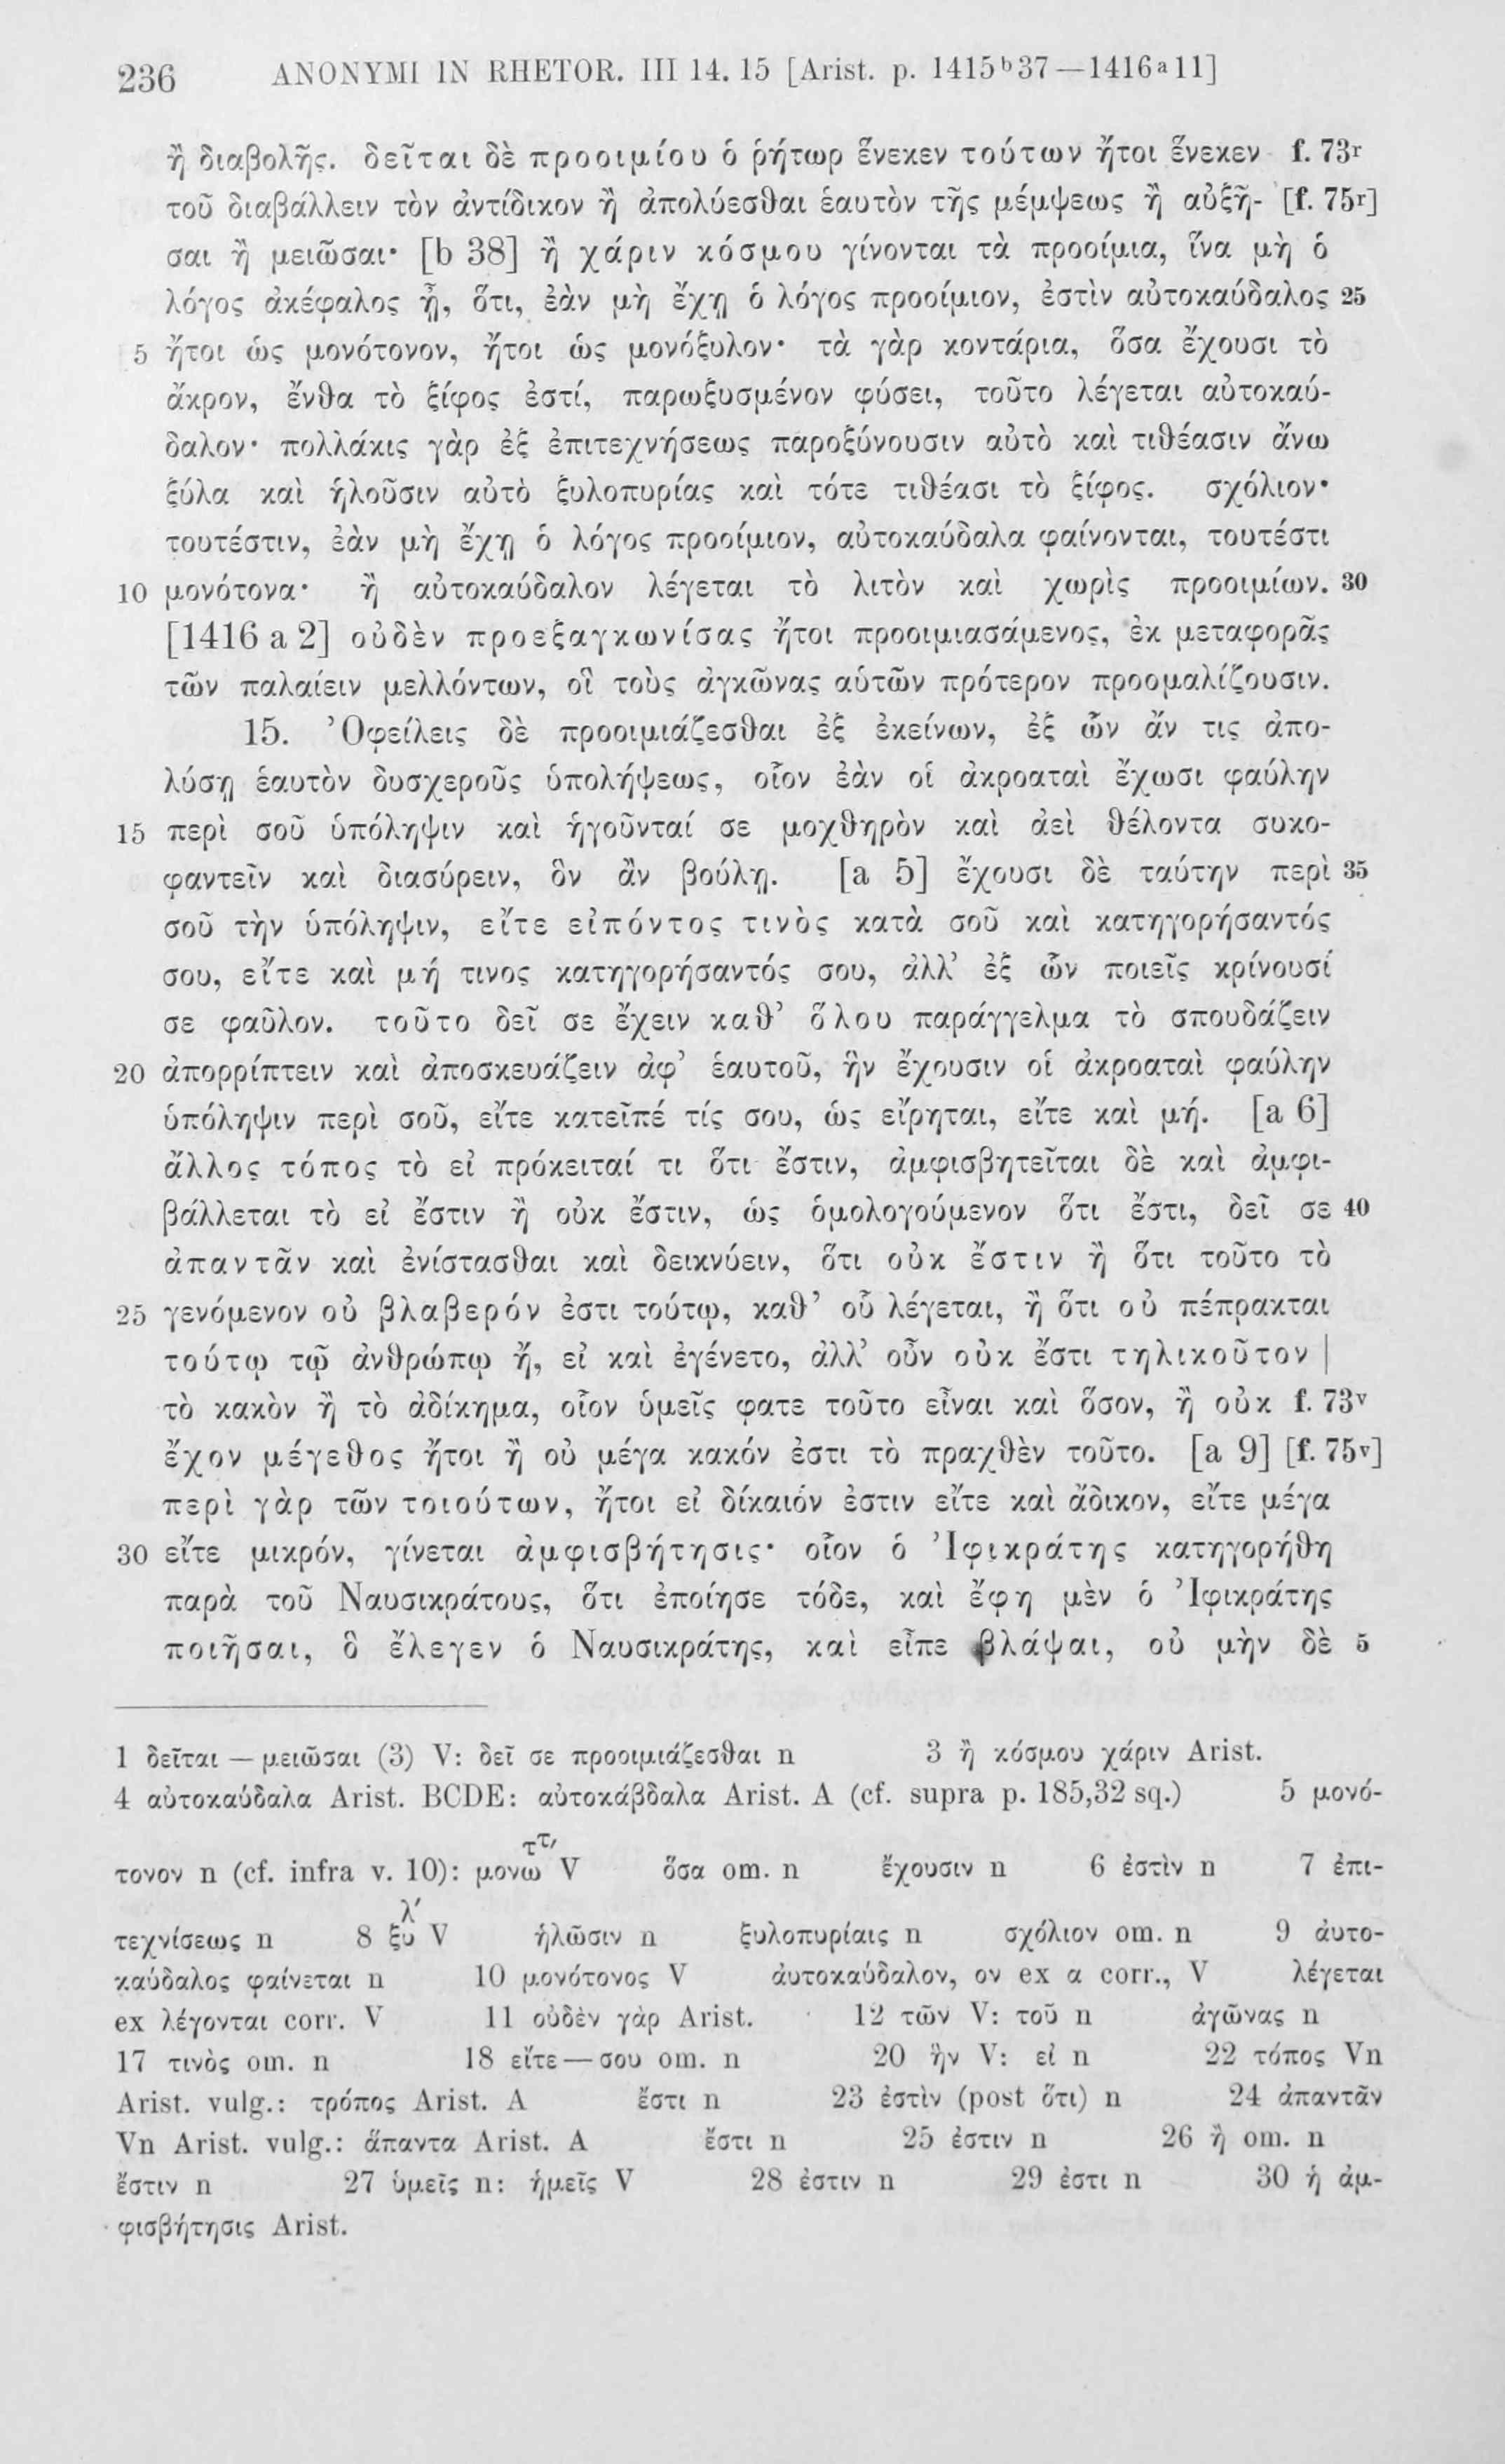 236 ANONYMI IN RHETOR. III 14. 15 [Arist. p. 1415ᵇ37—1416ᵃ11]
ἢ διαβολῆς. δεῖται δὲ προοιμίου ὁ ῥήτωρ ἕνεκεν τούτων ἤτοι ἕνεκεν f. 73ʳ
τοῦ διαβάλλειν τὸν ἀντίδικον ἢ ἀπολύεσθαι ἑαυτὸν τῆς μέμψεως ἢ αὐξῆ- [f. 75ʳ]
σαι ἢ μειῶσαι· [b 38] ἢ χάριν κόσμου γίνονται τὰ προοίμια, ἵνα μὴ ὁ
λόγος ἀκέφαλος ᾖ, ὅτι, ἐὰν μὴ ἔχῃ ὁ λόγος προοίμιον, ἐστὶν αὐτοκαύδαλος 25
5 ἤτοι ὡς μονότονον, ἤτοι ὡς μονόξυλον· τὰ γὰρ κοντάρια, ὅσα ἔχουσι τὸ
ἄκρον, ἔνθα τὸ ξίφος ἐστί, παρωξυσμένον φύσει, τοῦτο λέγεται αὐτοκαύ-
δαλον· πολλάκις γὰρ ἐξ ἐπιτεχνήσεως παροξύνουσιν αὐτὸ καὶ τιθέασιν ἄνω
ξύλα καὶ ἡλοῦσιν αὐτὸ ξυλοπυρίας καὶ τότε τιθέασι τὸ ξίφος. σχόλιον·
τουτέστιν, ἐὰν μὴ ἔχῃ ὁ λόγος προοίμιον, αὐτοκαύδαλα φαίνονται, τουτέστι
10 μονότονα· ἢ αὐτοκαύδαλον λέγεται τὸ λιτὸν καὶ χωρὶς προοιμίων. 30
[1416 a 2] οὐδὲν προεξαγκωνίσας ἤτοι προοιμιασάμενος, ἐκ μεταφορᾶς
τῶν παλαίειν μελλόντων, οἳ τοὺς ἀγκῶνας αὑτῶν πρότερον προομαλίζουσιν.
15. Ὀφείλεις δὲ προοιμιάζεσθαι ἐξ ἐκείνων, ἐξ ὧν ἄν τις ἀπο-
λύσῃ ἑαυτὸν δυσχεροῦς ὑπολήψεως, οἷον ἐὰν οἱ ἀκροαταὶ ἔχωσι φαύλην
15 περὶ σοῦ ὑπόληψιν καὶ ἡγοῦνταί σε μοχθηρὸν καὶ ἀεὶ θέλοντα συκο-
φαντεῖν καὶ διασύρειν, ὃν ἂν βούλῃ. [a 5] ἔχουσι δὲ ταύτην περὶ 35
σοῦ τὴν ὑπόληψιν, εἴτε εἰπόντος τινὸς κατὰ σοῦ καὶ κατηγορήσαντός
σου, εἴτε καὶ μή τινος κατηγορήσαντός σου, ἀλλ’ ἐξ ὧν ποιεῖς κρίνουσί
σε φαῦλον. τοῦτο δεῖ σε ἔχειν καθ’ ὅλου παράγγελμα τὸ σπουδάζειν
20 ἀπορρίπτειν καὶ ἀποσκευάζειν ἀφ’ ἑαυτοῦ, ἣν ἔχουσιν οἱ ἀκροαταὶ φαύλην
ὑπόληψιν περὶ σοῦ, εἴτε κατεῖπέ τίς σου, ὡς εἴρηται, εἴτε καὶ μή. [a 6]
ἄλλος τόπος τὸ εἰ πρόκειταί τι ὅτι ἔστιν, ἀμφισβητεῖται δὲ καὶ ἀμφι-
βάλλεται τὸ εἰ ἔστιν ἢ οὐκ ἔστιν, ὡς ὁμολογούμενον ὅτι ἔστι, δεῖ σε 40
ἀπαντᾶν καὶ ἐνίστασθαι καὶ δεικνύειν, ὅτι οὐκ ἔστιν ἢ ὅτι τοῦτο τὸ
25 γενόμενον οὐ βλαβερόν ἐστι τούτῳ, καθ’ οὗ λέγεται, ἢ ὅτι οὐ πέπρακται
τούτῳ τῷ ἀνθρώπῳ ἤ, εἰ καὶ ἐγένετο, ἀλλ’ οὖν οὐκ ἔστι τηλικοῦτον |
τὸ κακὸν ἢ τὸ ἀδίκημα, οἷον ὑμεῖς φατε τοῦτο εἶναι καὶ ὅσον, ἢ οὐκ f. 73ᵛ
ἔχον μέγεθος ἤτοι ἢ οὐ μέγα κακόν ἐστι τὸ πραχθὲν τοῦτο. [a 9] [f. 75ᵛ]
περὶ γὰρ τῶν τοιούτων, ἤτοι εἰ δίκαιόν ἐστιν εἴτε καὶ ἄδικον, εἴτε μέγα
30 εἴτε μικρόν, γίνεται ἀμφισβήτησις· οἷον ὁ Ἰφικράτης κατηγορήθη
παρὰ τοῦ Ναυσικράτους, ὅτι ἐποίησε τόδε, καὶ ἔφη μὲν ὁ Ἰφικράτης
ποιῆσαι, ὃ ἔλεγεν ὁ Ναυσικράτης, καὶ εἶπε βλάψαι, οὐ μὴν δὲ 5
1 δεῖται — μειῶσαι (3) V: δεῖ σε προοιμιάζεσθαι n 3 ἢ κόσμου χάριν Arist.
4 αὐτοκαύδαλα Arist. BCDE: αὐτοκάβδαλα Arist. A (cf. supra p. 185,32 sq.) 5 μονό-
τονον n (cf. infra v. 10): μονω V ὅσα om. n ἔχουσιν n 6 ἐστὶν n 7 ἐπι-
τεχνίσεως n 8 ξυ V ἡλῶσιν n ξυλοπυρίαις n σχόλιον om. n 9 ἀυτο-
καύδαλος φαίνεται n 10 μονότονος V ἀυτοκαύδαλον, ον ex α corr., V λέγεται
ex λέγονται corr. V 11 οὐδὲν γὰρ Arist. 12 τῶν V: τοῦ n ἀγῶνας n
17 τινὸς om. n 18 εἴτε — σου om. n 20 ἣν V: εἰ n 22 τόπος Vn
Arist. vulg.: τρόπος Arist. A ἔστι n 23 ἐστὶν (post ὅτι) n 24 ἀπαντᾶν
Vn Arist. vulg.: ἅπαντα Arist. A ἔστι n 25 ἐστιν n 26 ἢ om. n
ἔστιν n 27 ὑμεῖς n: ἡμεῖς V 28 ἐστιν n 29 ἐστι n 30 ἡ ἀμ-
φισβήτησις Arist.